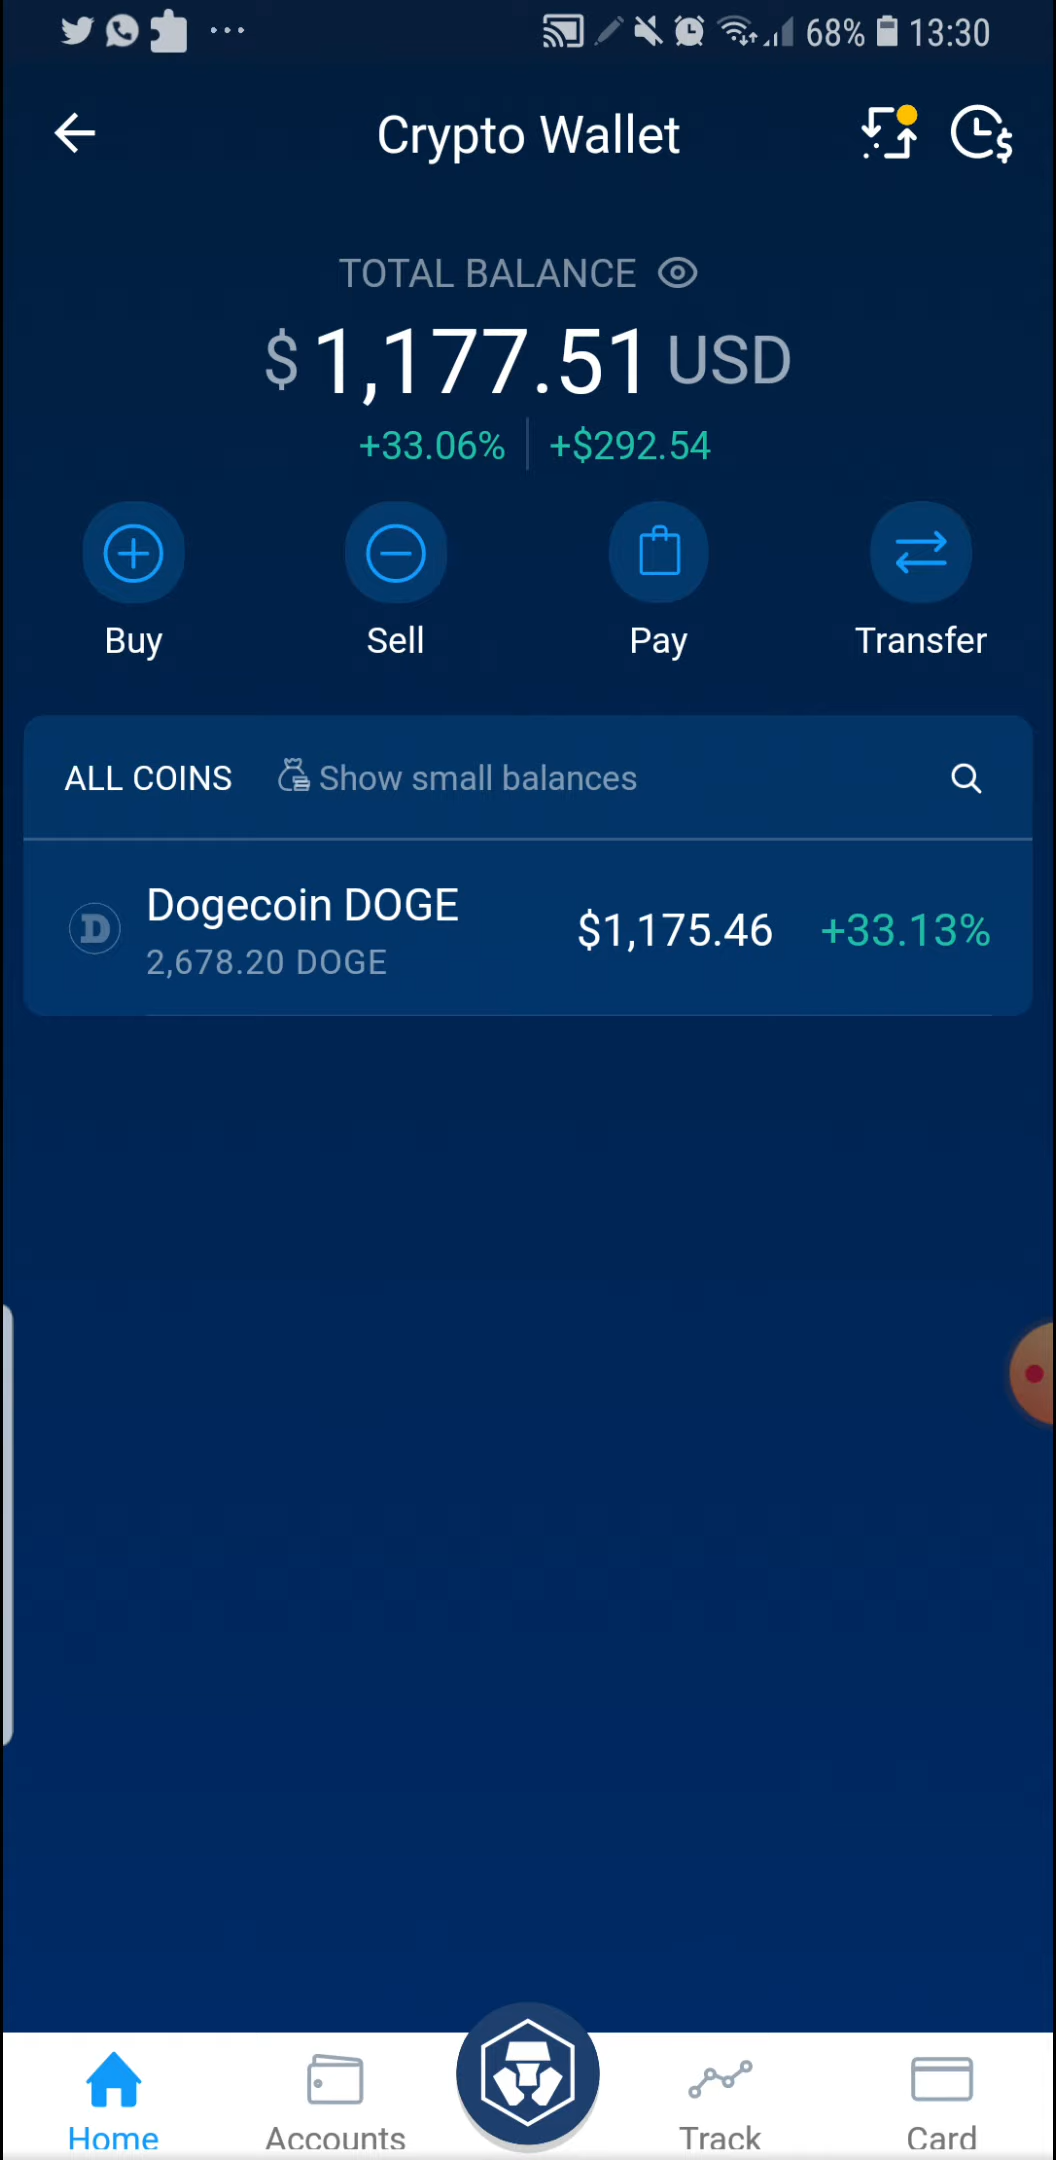 68% 13:30
Crypto Wallet
TOTAL BALANCE
$ 1,177.51 USD
+33.06% +$292.54
Buy Sell Pay Transfer
ALL COINS Show small balances
Dogecoin DOGE
$1,175.46 +33.13%
2,678.20 DOGE
Home Accounts Track Card